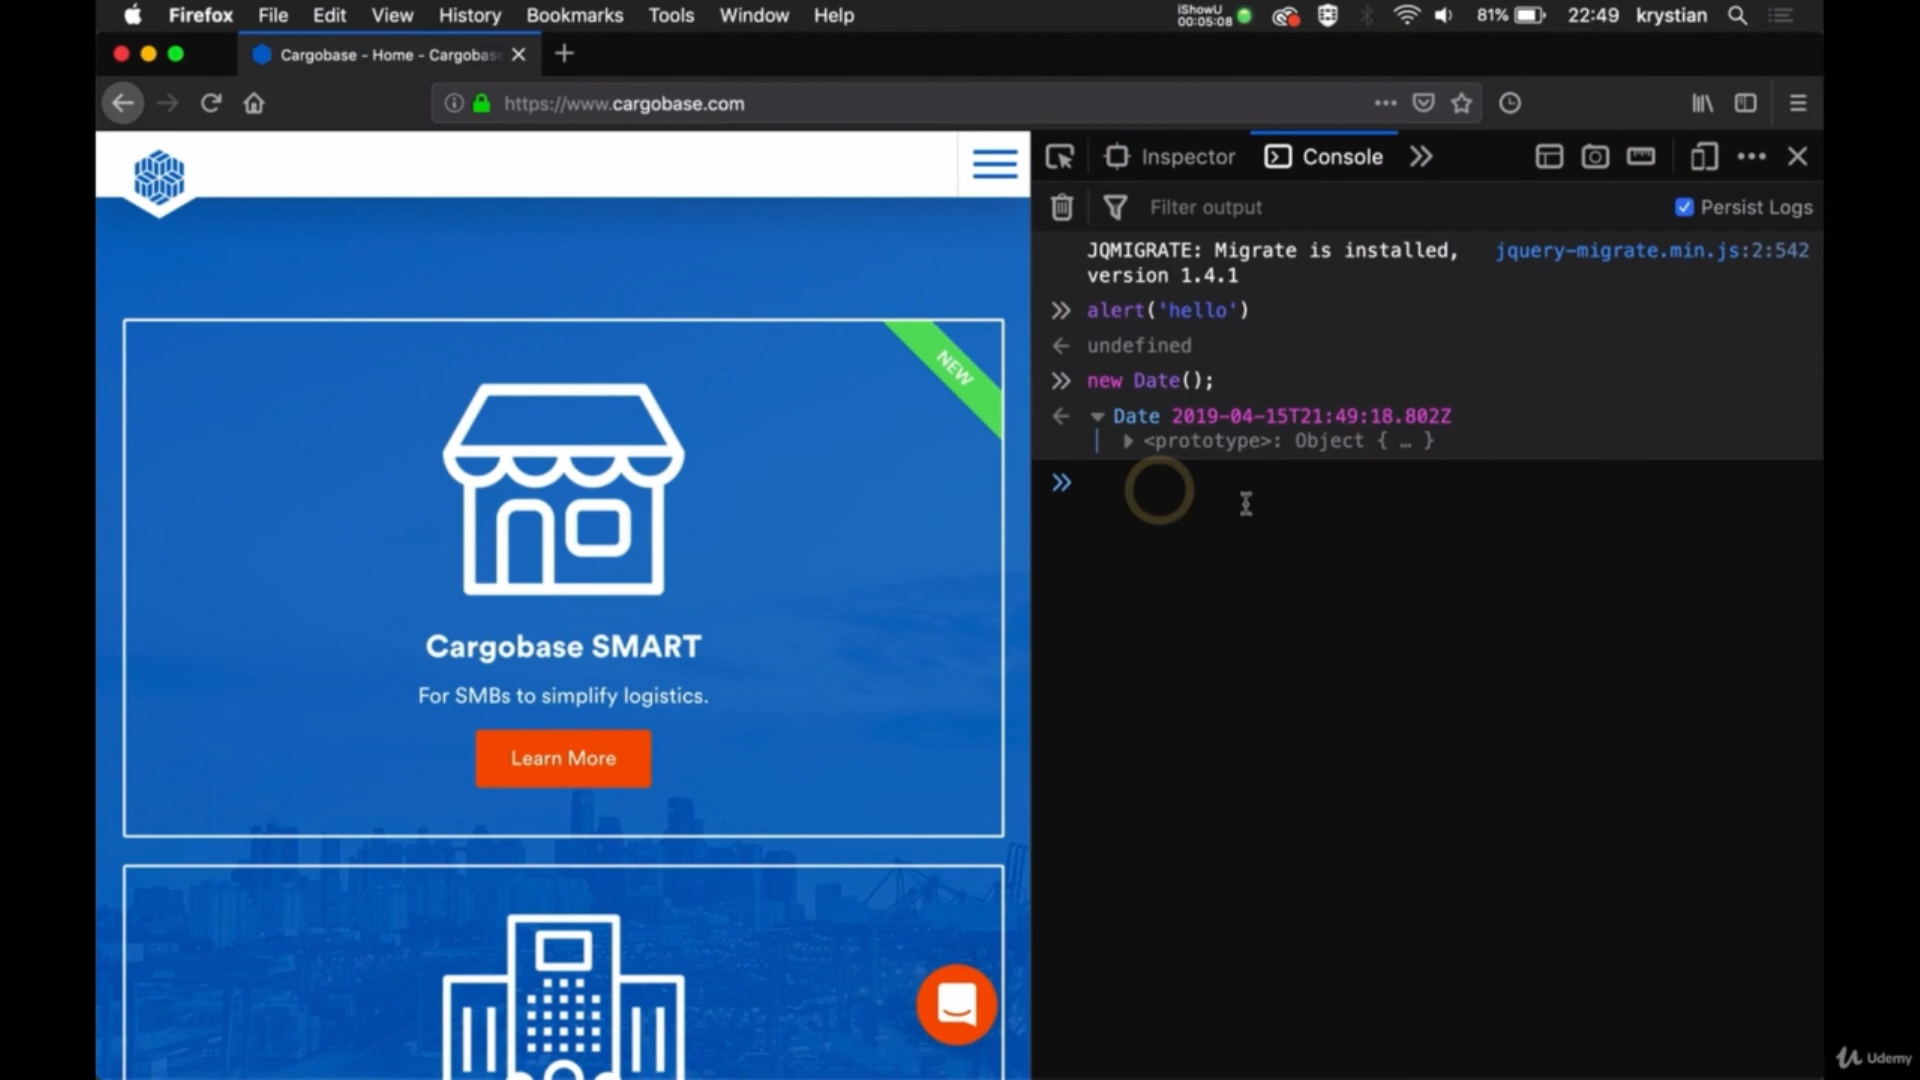 Firefox File Edit View History Bookmarks Tools Window Help
iShowU
00:05:08
81%
22:49 krystian
Cargobase - Home - Cargobas
https://www.cargobase.com
Inspector
Console
Filter output
Persist Logs
JQMIGRATE: Migrate is installed, jquery-migrate.min.js:2:542
version 1.4.1
alert('hello')
undefined
new Date();
Date 2019-04-15T21:49:18.802Z
<prototype>: Object { … }
NEW
Cargobase SMART
For SMBs to simplify logistics.
Learn More
Udemy